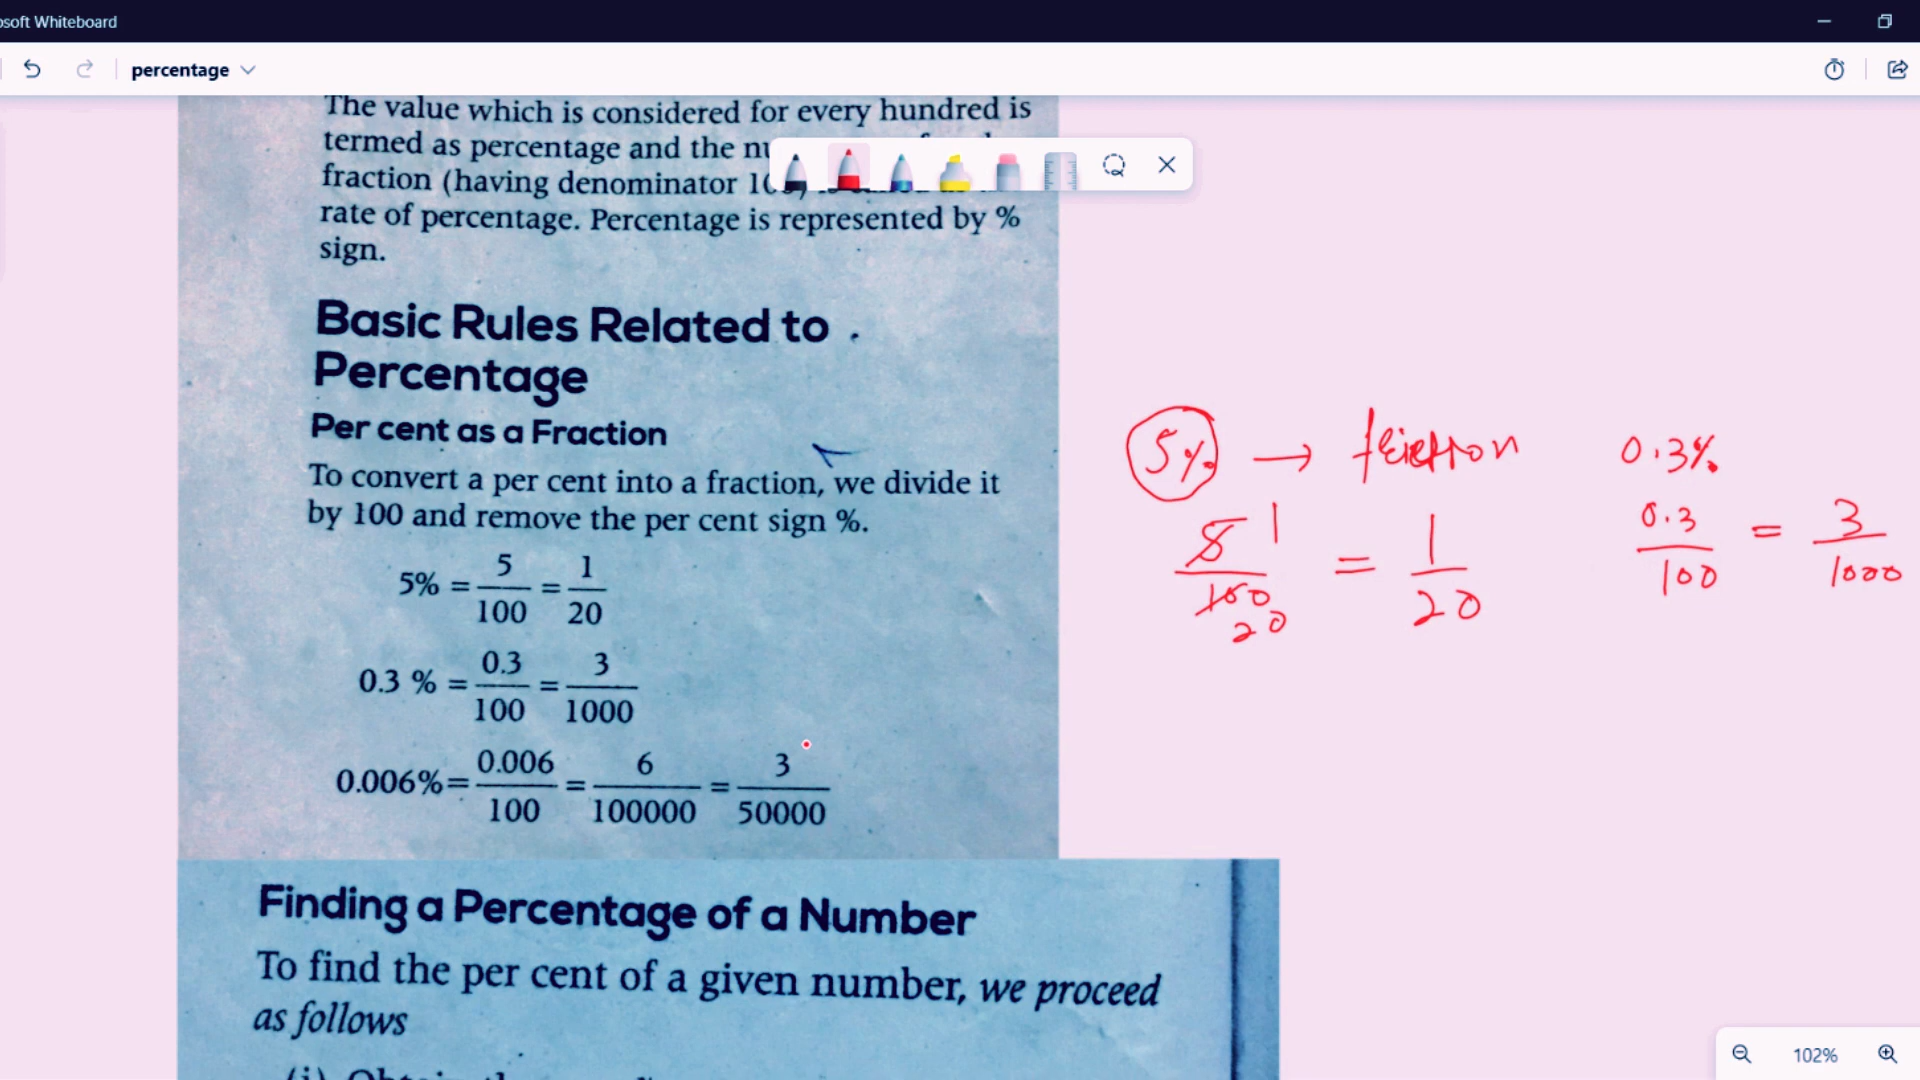 osoft Whiteboard
percentage
The value which is considered for every hundred is
termed as percentage and the
fraction (having denominator
rate of percentage. Percentage is represented by %
sign.
Basic Rules Related to
Percentage
Per cent as a Fraction
To convert a per cent into a fraction, we divide it
by 100 and remove the per cent sign %.
5% = 5/100 = 1/20
0.3 % = 0.3/100 = 3/1000
0.006% = 0.006/100 = 6/100000 = 3/50000
5% → 
5 1 / 100 20 = 1/20
0.3%
0.3/100 = 3/1000
Finding a Percentage of a Number
To find the per cent of a given number, we proceed
as follows
(i)
102%